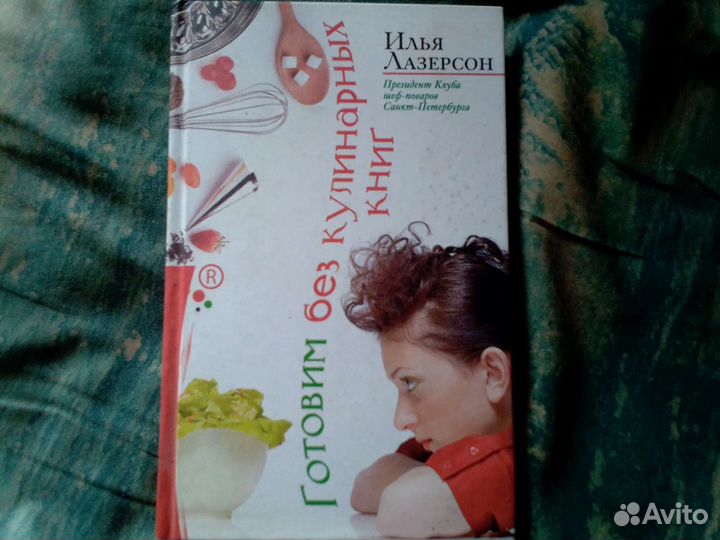 Илья
Лазерсон
Президент Клуба
шеф-поваров
Санкт-Петербурга
Готовим без кулинарных
книг
®
Avito